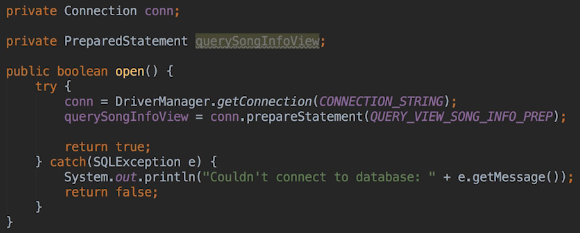 private Connection conn;
private PreparedStatement querySongInfoView;
public boolean open() {
try {
conn = DriverManager.getConnection(CONNECTION_STRING);
querySongInfoView = conn.prepareStatement(QUERY_VIEW_SONG_INFO_PREP);
return true;
} catch(SQLException e) {
System.out.println("Couldn't connect to database: " + e.getMessage());
return false;
}
}